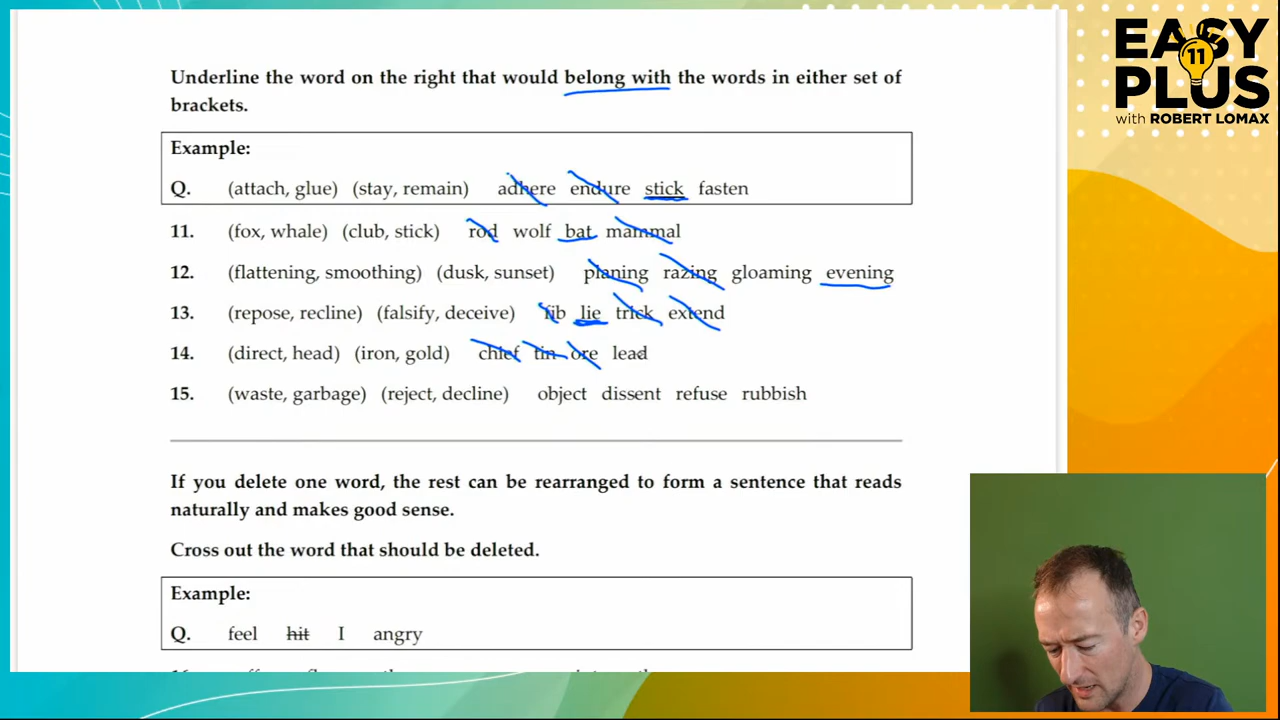 EASY
11
PLUS
with ROBERT LOMAX
Underline the word on the right that would belong with the words in either set of
brackets.
Example:
Q. (attach, glue) (stay, remain) adhere endure stick fasten
11. (fox, whale) (club, stick) rod wolf bat mammal
12. (flattening, smoothing) (dusk, sunset) planing razing gloaming evening
13. (repose, recline) (falsify, deceive) fib lie trick extend
14. (direct, head) (iron, gold) chief tin ore lead
15. (waste, garbage) (reject, decline) object dissent refuse rubbish
If you delete one word, the rest can be rearranged to form a sentence that reads
naturally and makes good sense.
Cross out the word that should be deleted.
Example:
Q. feel hit I angry